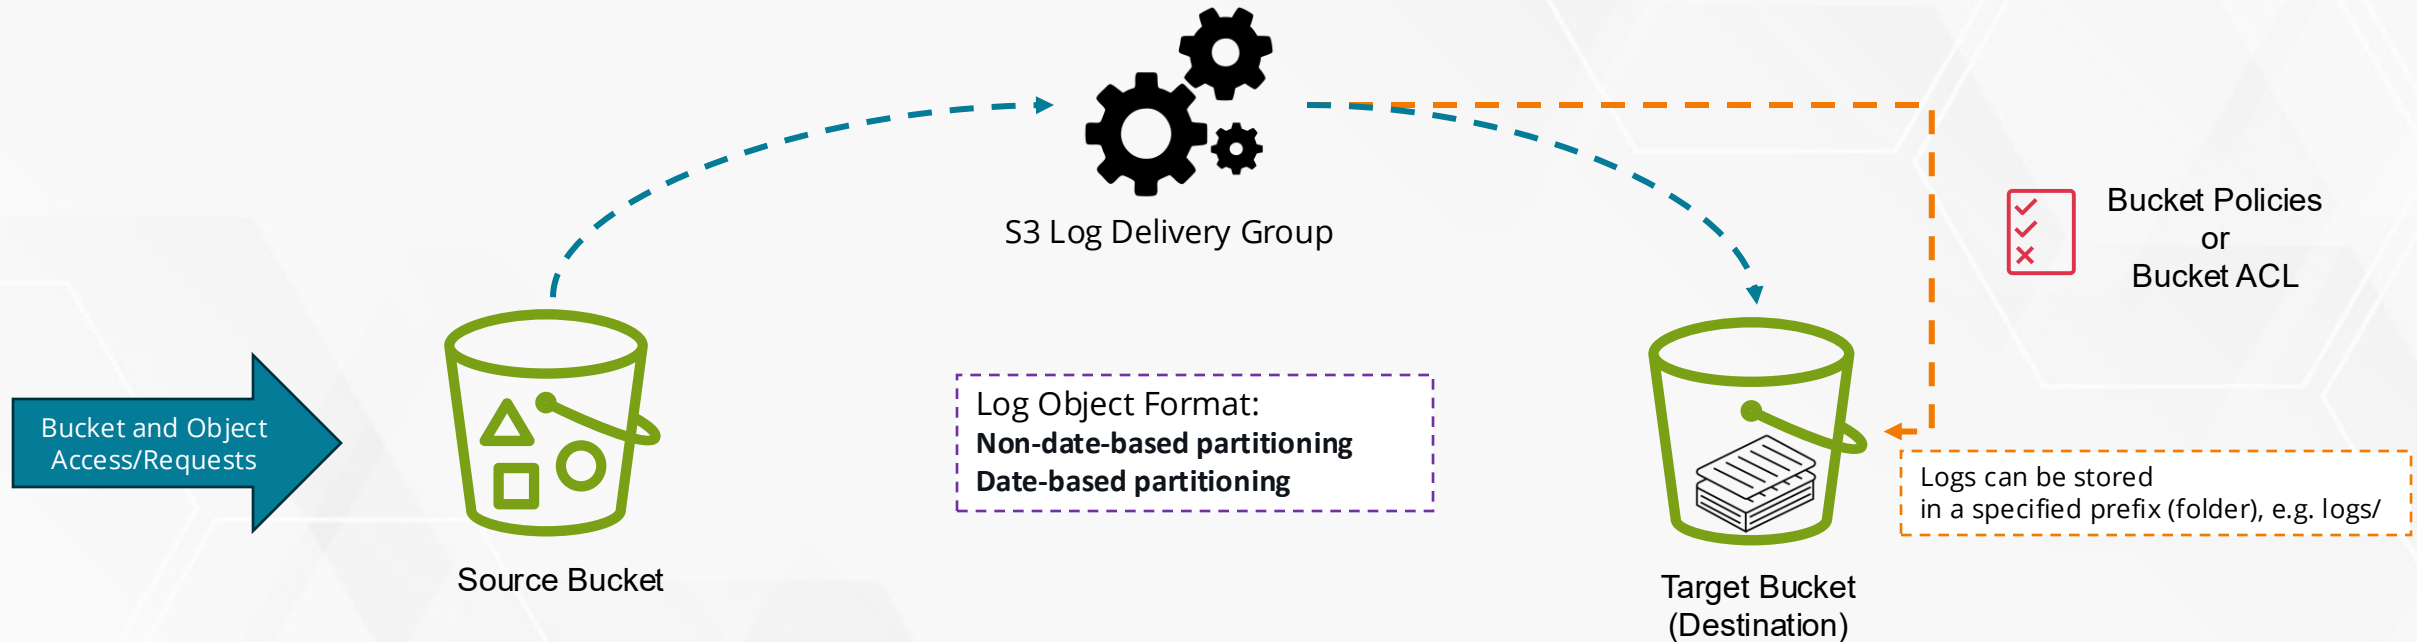 S3 Log Delivery Group
Bucket Policies
or
Bucket ACL
Bucket and Object
Access/Requests
Log Object Format:
Non-date-based partitioning
Date-based partitioning
Logs can be stored
in a specified prefix (folder), e.g. logs/
Source Bucket
Target Bucket
(Destination)